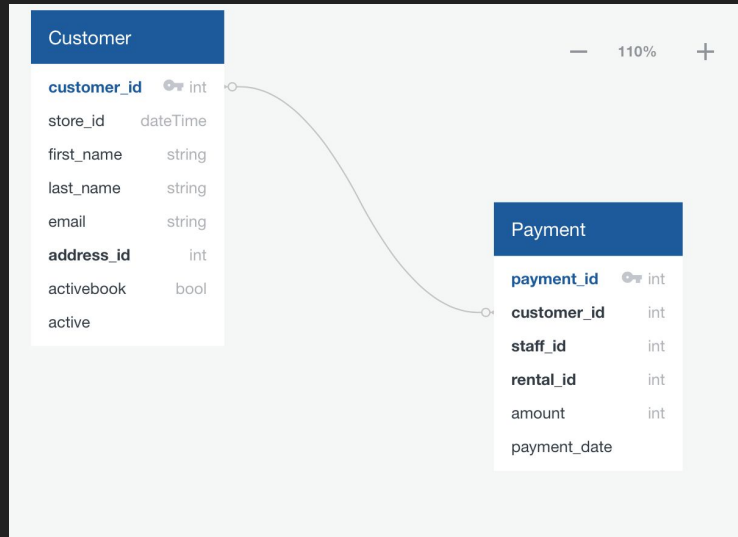 Customer
110%
customer_id int
store_id dateTime
first_name string
last_name string
email string
address_id int
activebook bool
active
Payment
payment_id int
customer_id int
staff_id int
rental_id int
amount int
payment_date